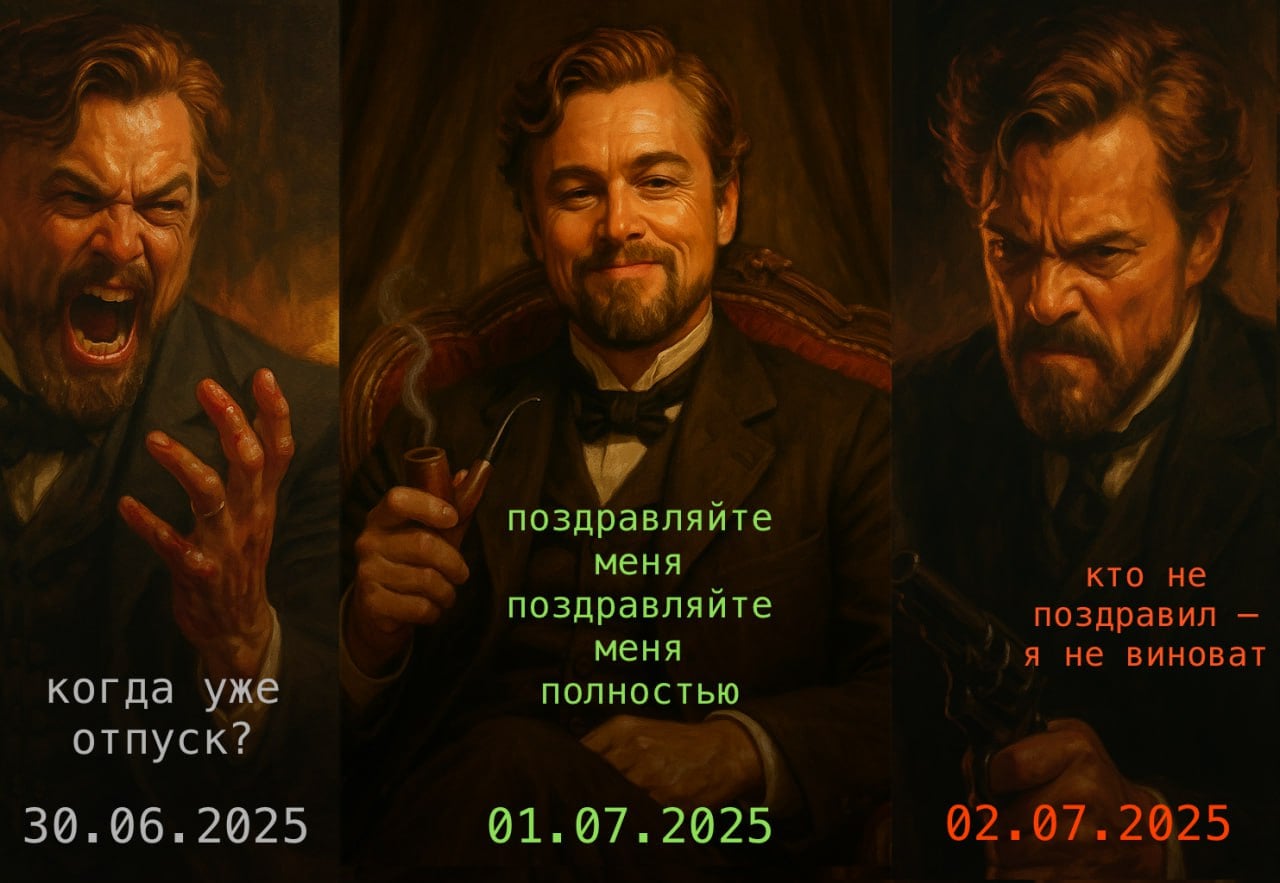 когда уже
отпуск?
30.06.2025
поздравляйте
меня
поздравляйте
меня
полностью
01.07.2025
кто не
поздравил —
я не виноват
02.07.2025